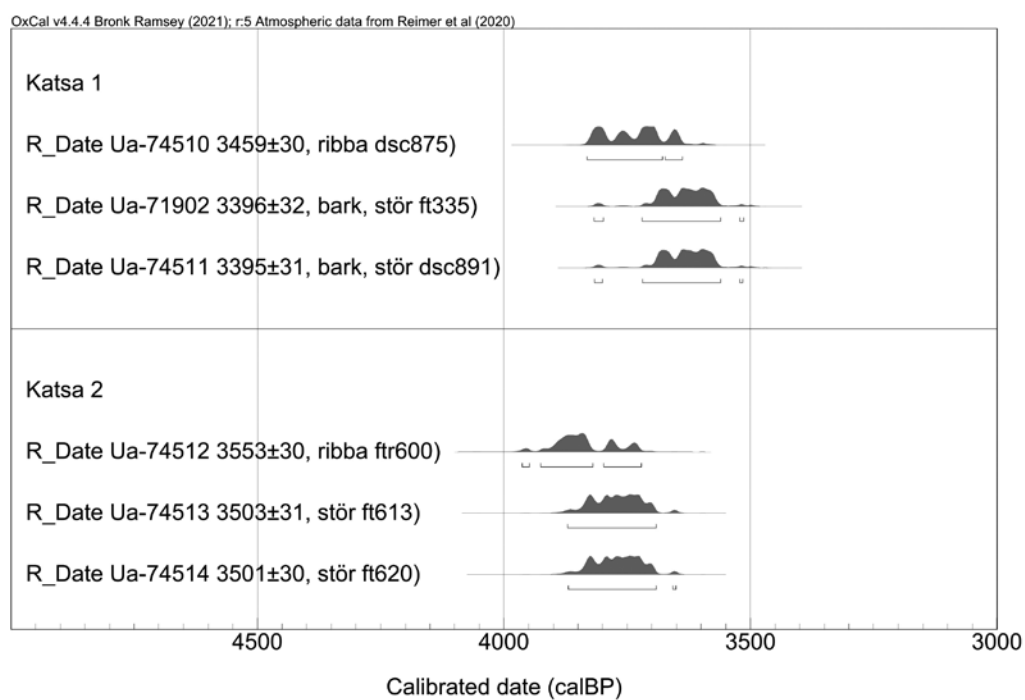 OxCal v4.4.4 Bronk Ramsey (2021); r:5 Atmospheric data from Reimer et al (2020)
Katsa 1
R_Date Ua-74510 3459±30, ribba dsc875)
R_Date Ua-71902 3396±32, bark, stör ft335)
R_Date Ua-74511 3395±31, bark, stör dsc891)
Katsa 2
R_Date Ua-74512 3553±30, ribba ftr600)
R_Date Ua-74513 3503±31, stör ft613)
R_Date Ua-74514 3501±30, stör ft620)
4500 4000 3500 3000
Calibrated date (calBP)